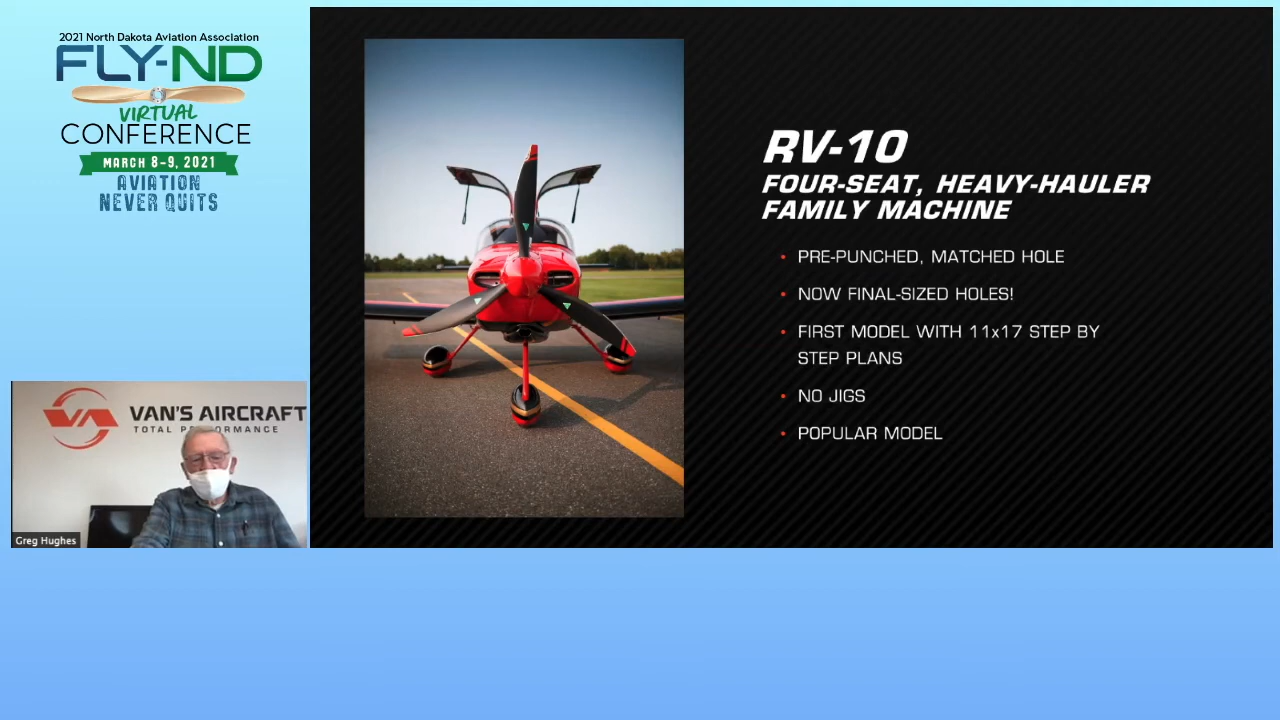 2021 North Dakota Aviation Association
FLY-ND
VIRTUAL
CONFERENCE
MARCH 8-9, 2021
AVIATION
NEVER QUITS
VAN'S AIRCRAFT
TOTAL PERFORMANCE
Greg Hughes
RV-10
FOUR-SEAT, HEAVY-HAULER
FAMILY MACHINE
• PRE-PUNCHED, MATCHED HOLE
• NOW FINAL-SIZED HOLES!
• FIRST MODEL WITH 11x17 STEP BY
STEP PLANS
• NO JIGS
• POPULAR MODEL